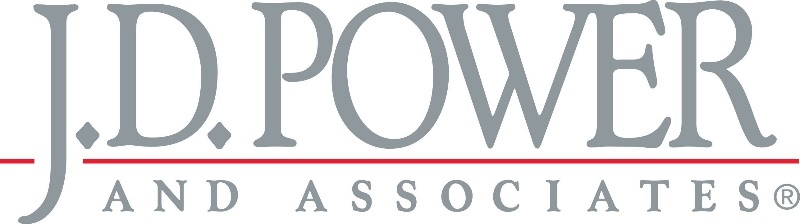 J.D. POWER
AND ASSOCIATES®